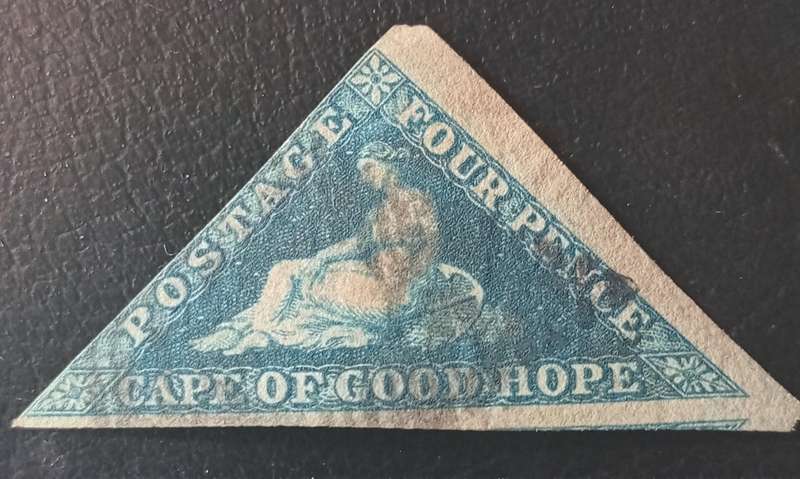 POSTAGE
FOUR PENCE
CAPE OF GOOD HOPE